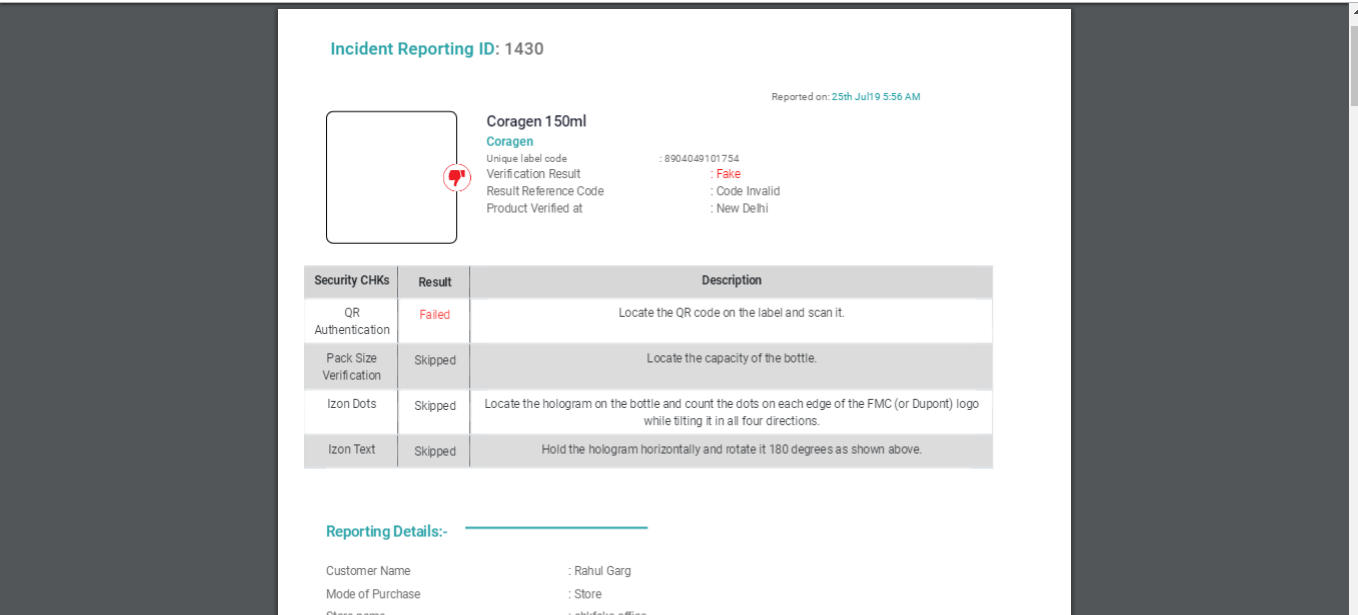 Incident Reporting ID: 1430
Reported on: 25th Jul19 5:56 AM
Coragen 150ml
Coragen
Unique label code : 8904049101754
Verification Result : Fake
Result Reference Code : Code Invalid
Product Verified at : New Delhi
Security CHKs Result Description
QR Authentication Failed Locate the QR code on the label and scan it.
Pack Size Verification Skipped Locate the capacity of the bottle.
Izon Dots Skipped Locate the hologram on the bottle and count the dots on each edge of the FMC (or Dupont) logo
while tilting it in all four directions.
Izon Text Skipped Hold the hologram horizontally and rotate it 180 degrees as shown above.
Reporting Details:-
Customer Name : Rahul Garg
Mode of Purchase : Store
Store name : chkfake office